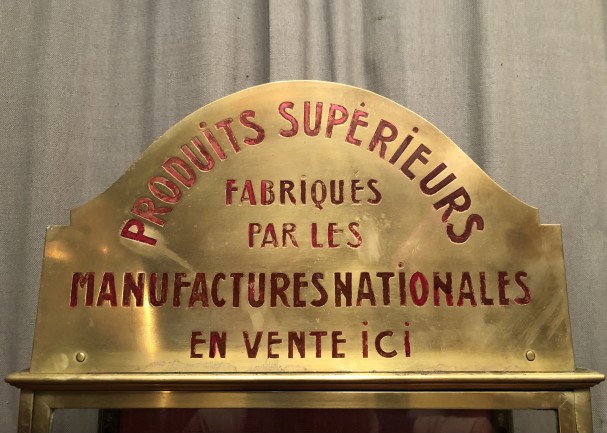 PRODUiTS SUPÉRiEURS
FABRIQUES
PAR LES
MANUFACTURES NATiONALES
EN VENTE iCi